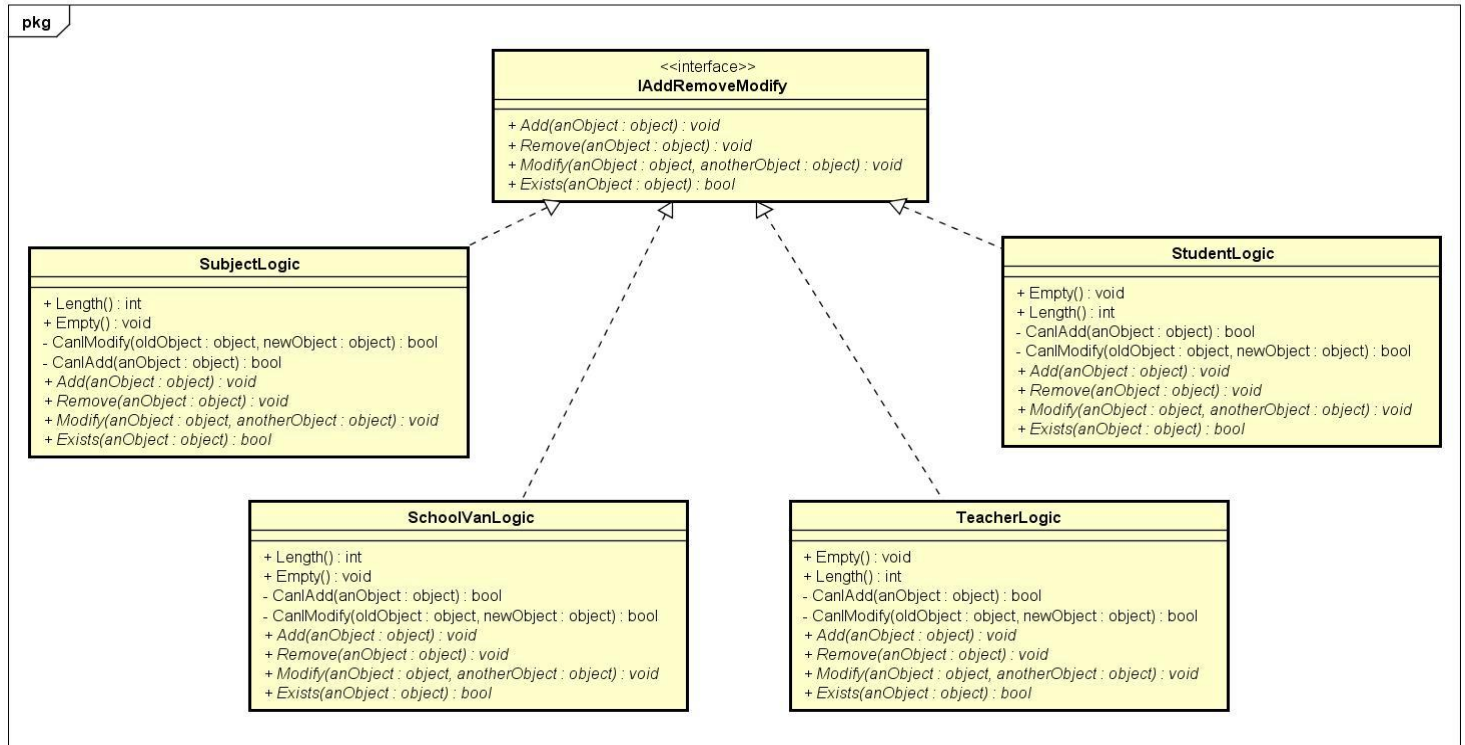 pkg
<<interface>>
IAddRemoveModify
+ Add(anObject : object) : void
+ Remove(anObject : object) : void
+ Modify(anObject : object, anotherObject : object) : void
+ Exists(anObject : object) : bool
SubjectLogic
+ Length() : int
+ Empty() : void
- CanIModify(oldObject : object, newObject : object) : bool
- CanIAdd(anObject : object) : bool
+ Add(anObject : object) : void
+ Remove(anObject : object) : void
+ Modify(anObject : object, anotherObject : object) : void
+ Exists(anObject : object) : bool
StudentLogic
+ Empty() : void
+ Length() : int
- CanIAdd(anObject : object) : bool
- CanIModify(oldObject : object, newObject : object) : bool
+ Add(anObject : object) : void
+ Remove(anObject : object) : void
+ Modify(anObject : object, anotherObject : object) : void
+ Exists(anObject : object) : bool
SchoolVanLogic
+ Length() : int
+ Empty() : void
- CanIAdd(anObject : object) : bool
- CanIModify(oldObject : object, newObject : object) : bool
+ Add(anObject : object) : void
+ Remove(anObject : object) : void
+ Modify(anObject : object, anotherObject : object) : void
+ Exists(anObject : object) : bool
TeacherLogic
+ Empty() : void
+ Length() : int
- CanIAdd(anObject : object) : bool
- CanIModify(oldObject : object, newObject : object) : bool
+ Add(anObject : object) : void
+ Remove(anObject : object) : void
+ Modify(anObject : object, anotherObject : object) : void
+ Exists(anObject : object) : bool